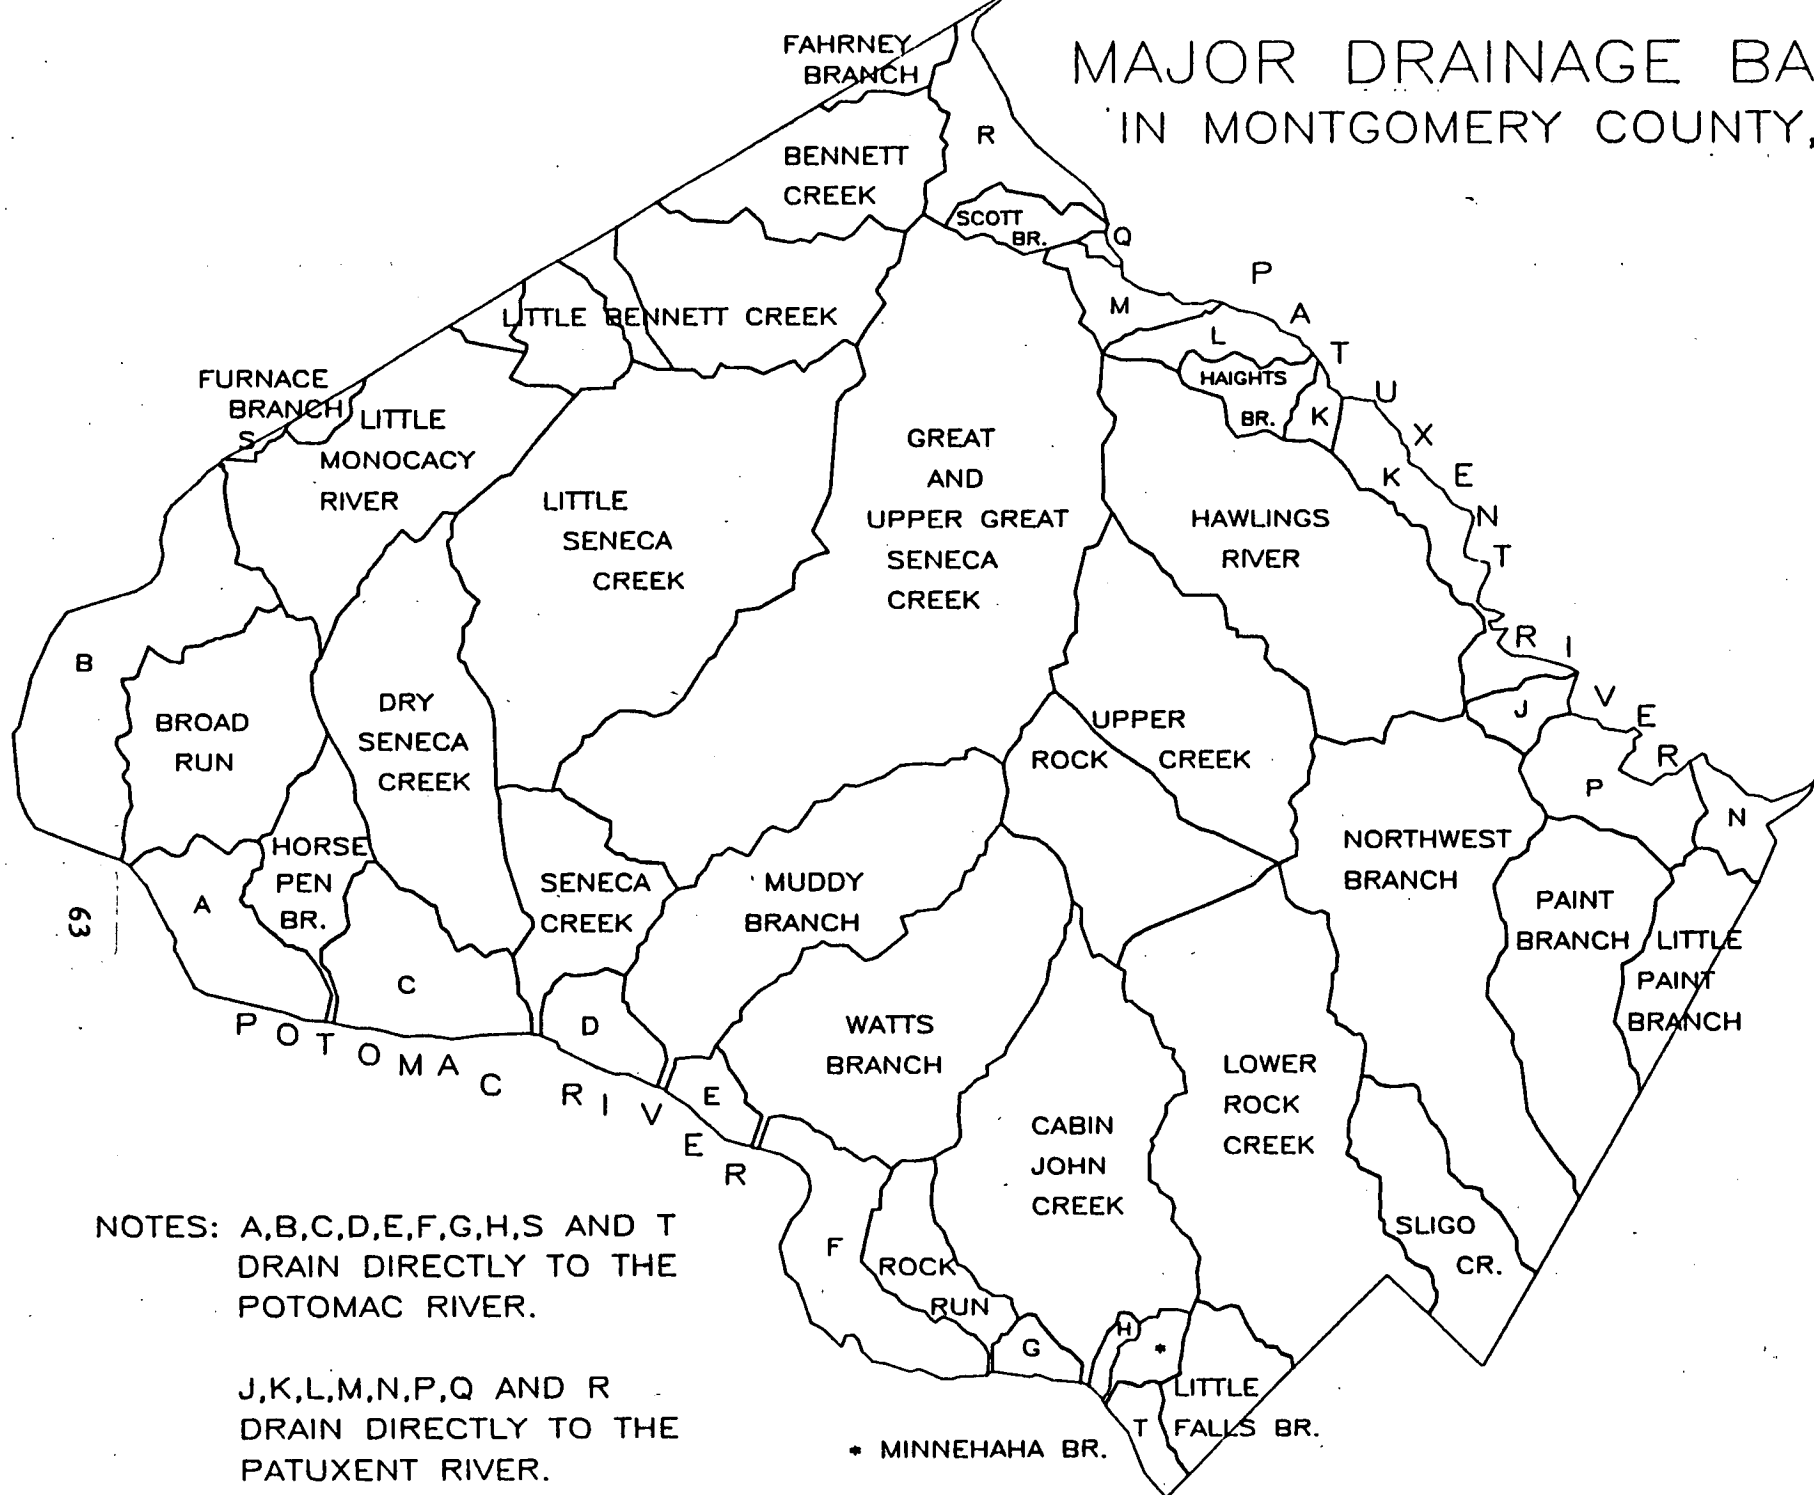 MAJOR DRAINAGE BA
IN MONTGOMERY COUNTY,
FAHRNEY
BRANCH
R
BENNETT
CREEK
SCOTT
BR.
Q
PATUXENT RIVER
M
LITTLE BENNETT CREEK
L
HAIGHTS
BR.
K
K
FURNACE
BRANCH
S
LITTLE
MONOCACY
RIVER
GREAT
AND
UPPER GREAT
SENECA
CREEK
LITTLE
SENECA
CREEK
HAWLINGS
RIVER
B
BROAD
RUN
DRY
SENECA
CREEK
UPPER
ROCK CREEK
J
P
N
HORSE
PEN
BR.
A
SENECA
CREEK
MUDDY
BRANCH
NORTHWEST
BRANCH
PAINT
BRANCH
LITTLE
PAINT
BRANCH
63
C
D
WATTS
BRANCH
POTOMAC RIVER
E
LOWER
ROCK
CREEK
CABIN
JOHN
CREEK
SLIGO
CR.
F
ROCK
RUN
G
H
*
LITTLE
FALLS BR.
T
NOTES: A,B,C,D,E,F,G,H,S AND T
DRAIN DIRECTLY TO THE
POTOMAC RIVER.
J,K,L,M,N,P,Q AND R
DRAIN DIRECTLY TO THE
PATUXENT RIVER.
* MINNEHAHA BR.